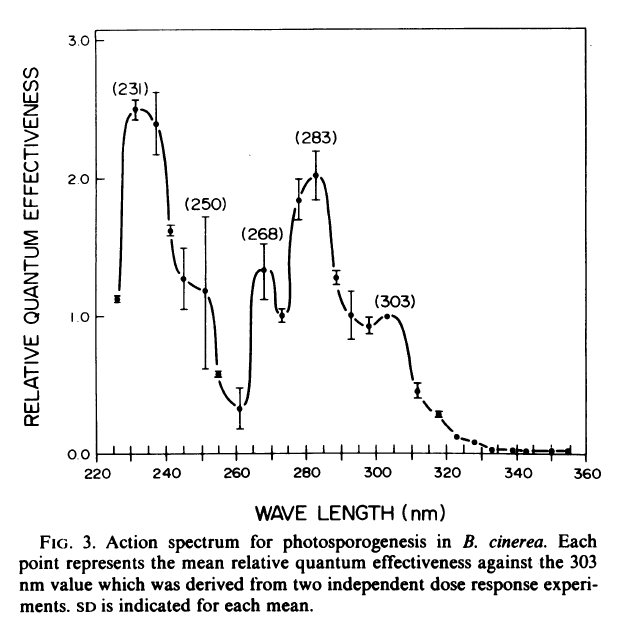 3.0
(231)
(283)
2.0
(250)
(268)
(303)
1.0
0.0
RELATIVE QUANTUM EFFECTIVENESS
220 240 260 280 300 320 340 360
WAVE LENGTH (nm)
FIG. 3. Action spectrum for photosporogenesis in B. cinerea. Each
point represents the mean relative quantum effectiveness against the 303
nm value which was derived from two independent dose response experi-
ments. SD is indicated for each mean.